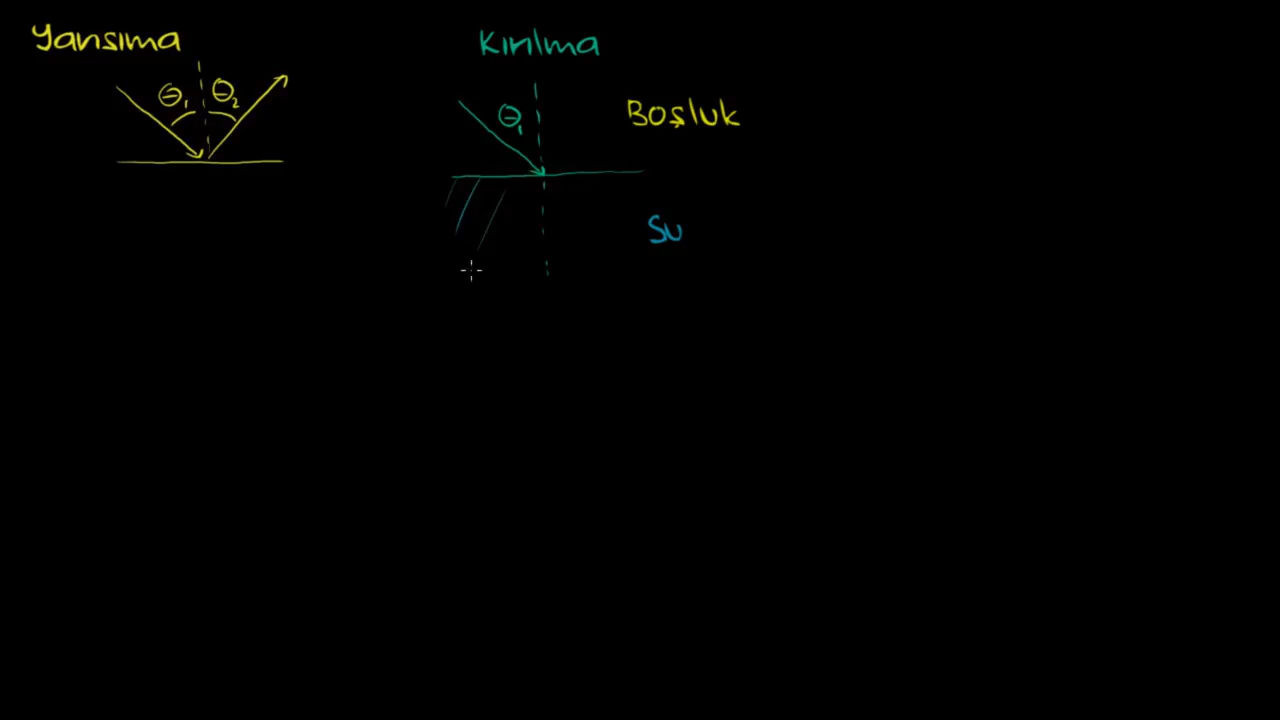 Yansıma
θ₁ θ₂
Kırılma
θ₁
Boşluk
Su